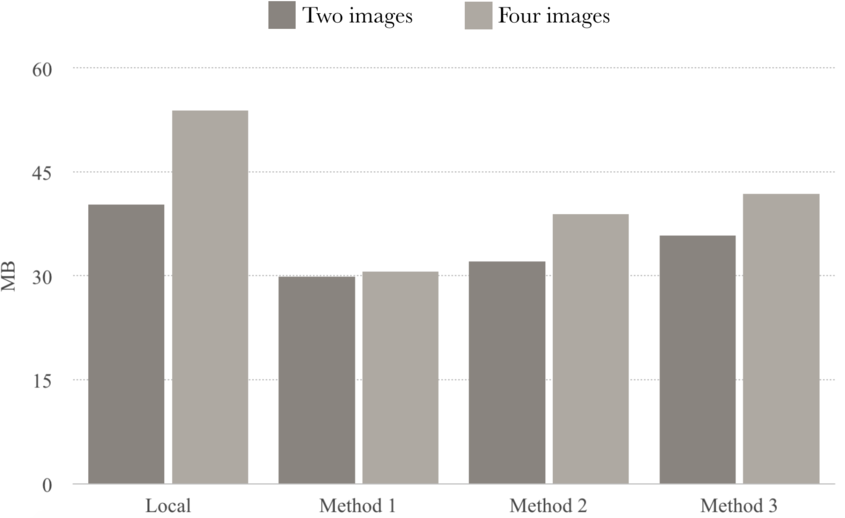 Two images
Four images
60
45
30
15
0
MB
Local
Method 1
Method 2
Method 3